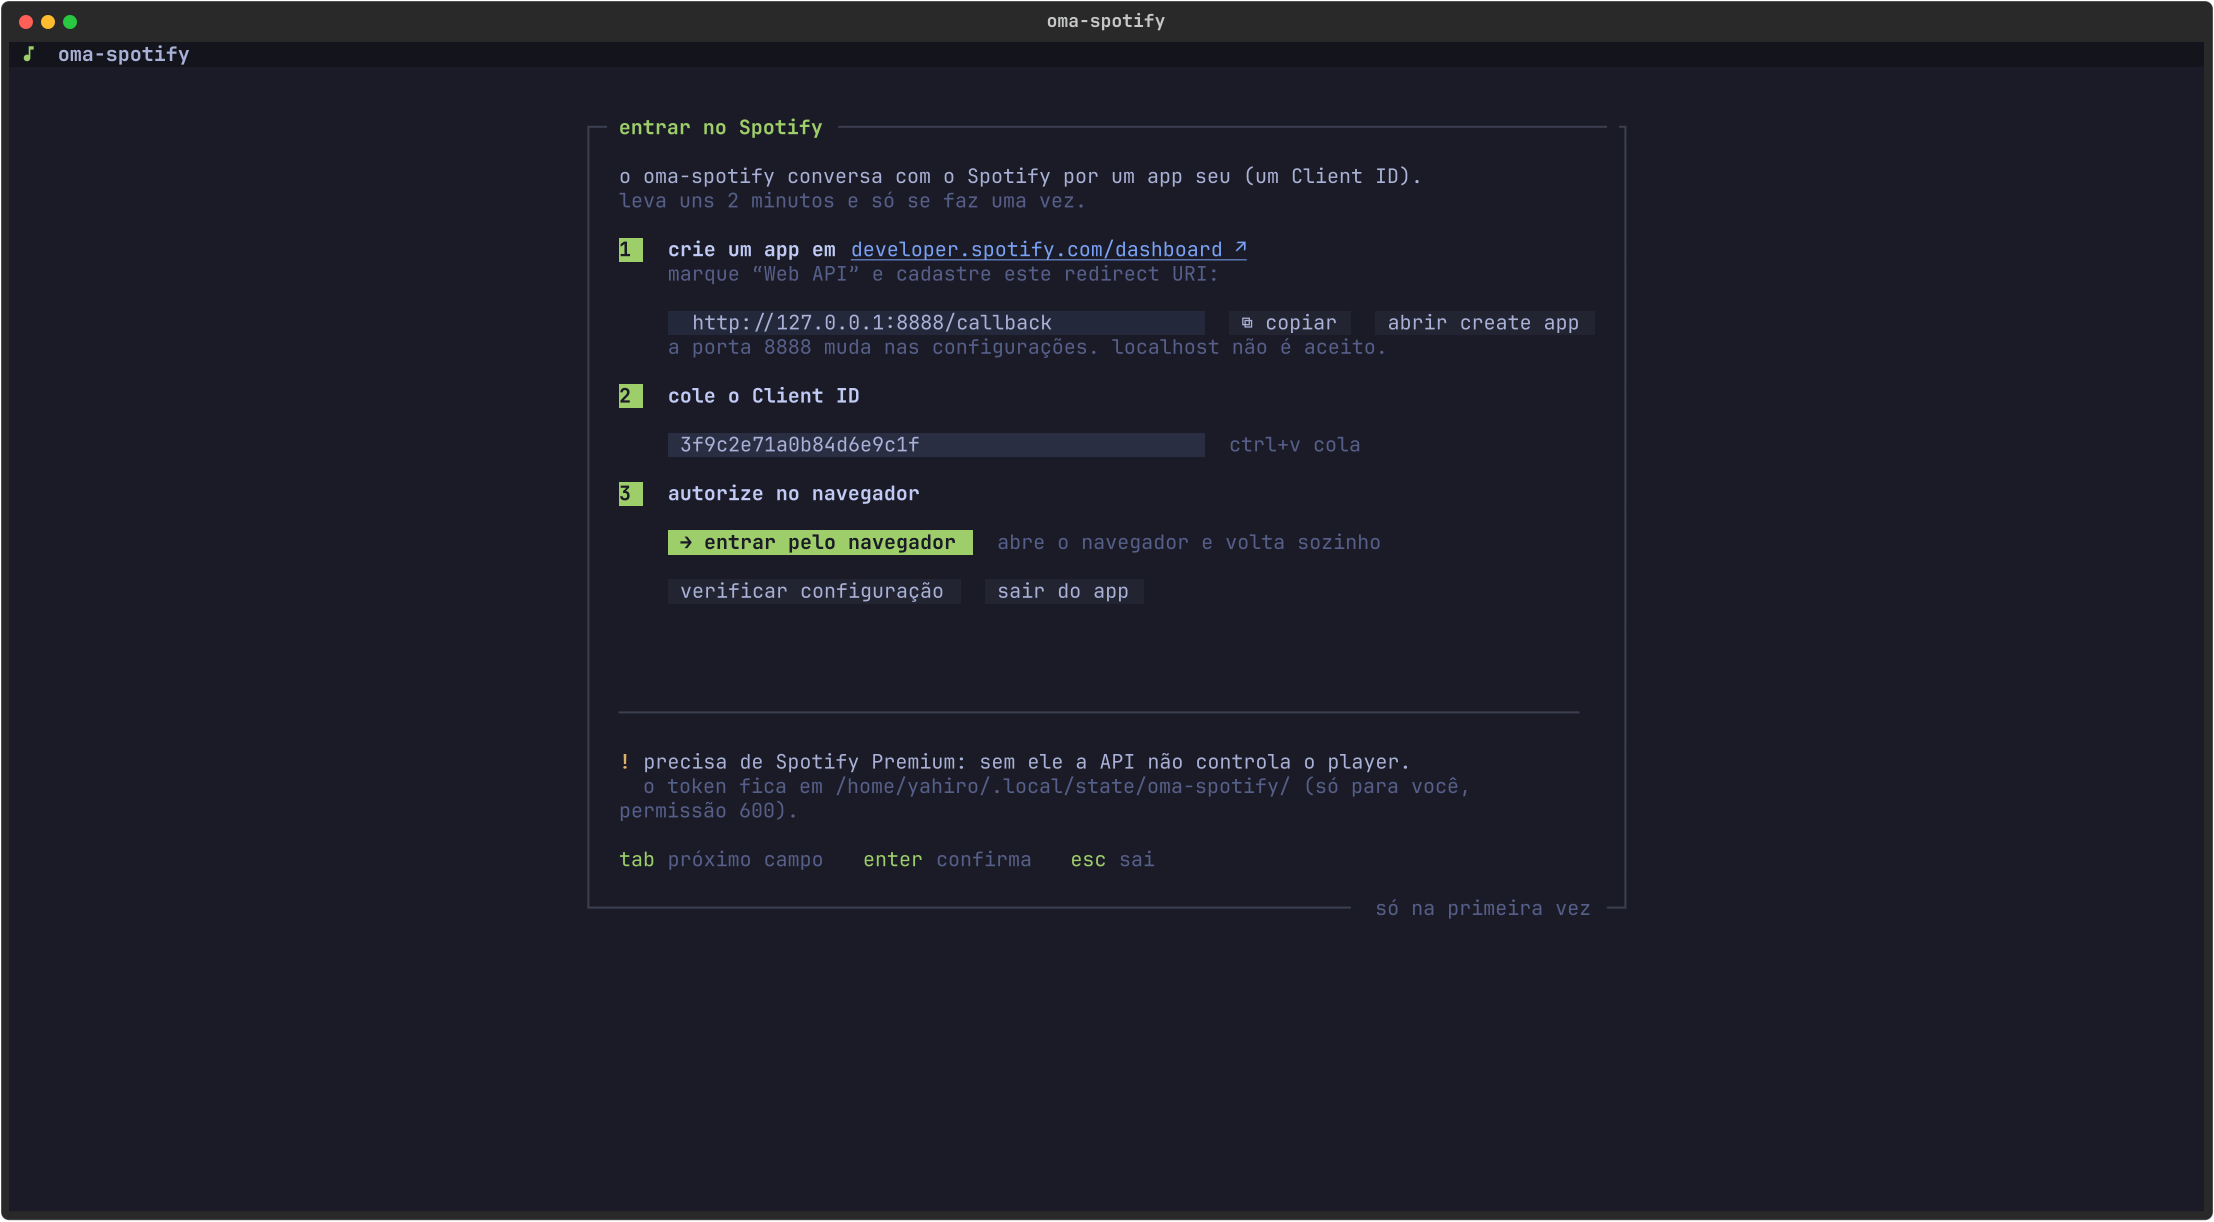 oma-spotify
♪ oma-spotify
entrar no Spotify
o oma-spotify conversa com o Spotify por um app seu (um Client ID).
leva uns 2 minutos e só se faz uma vez.
1 crie um app em developer.spotify.com/dashboard ↗
marque “Web API” e cadastre este redirect URI:
http://127.0.0.1:8888/callback ⧉ copiar abrir create app
a porta 8888 muda nas configurações. localhost não é aceito.
2 cole o Client ID
3f9c2e71a0b84d6e9c1f ctrl+v cola
3 autorize no navegador
→ entrar pelo navegador abre o navegador e volta sozinho
verificar configuração sair do app
! precisa de Spotify Premium: sem ele a API não controla o player.
o token fica em /home/yahiro/.local/state/oma-spotify/ (só para você,
permissão 600).
tab próximo campo enter confirma esc sai
só na primeira vez